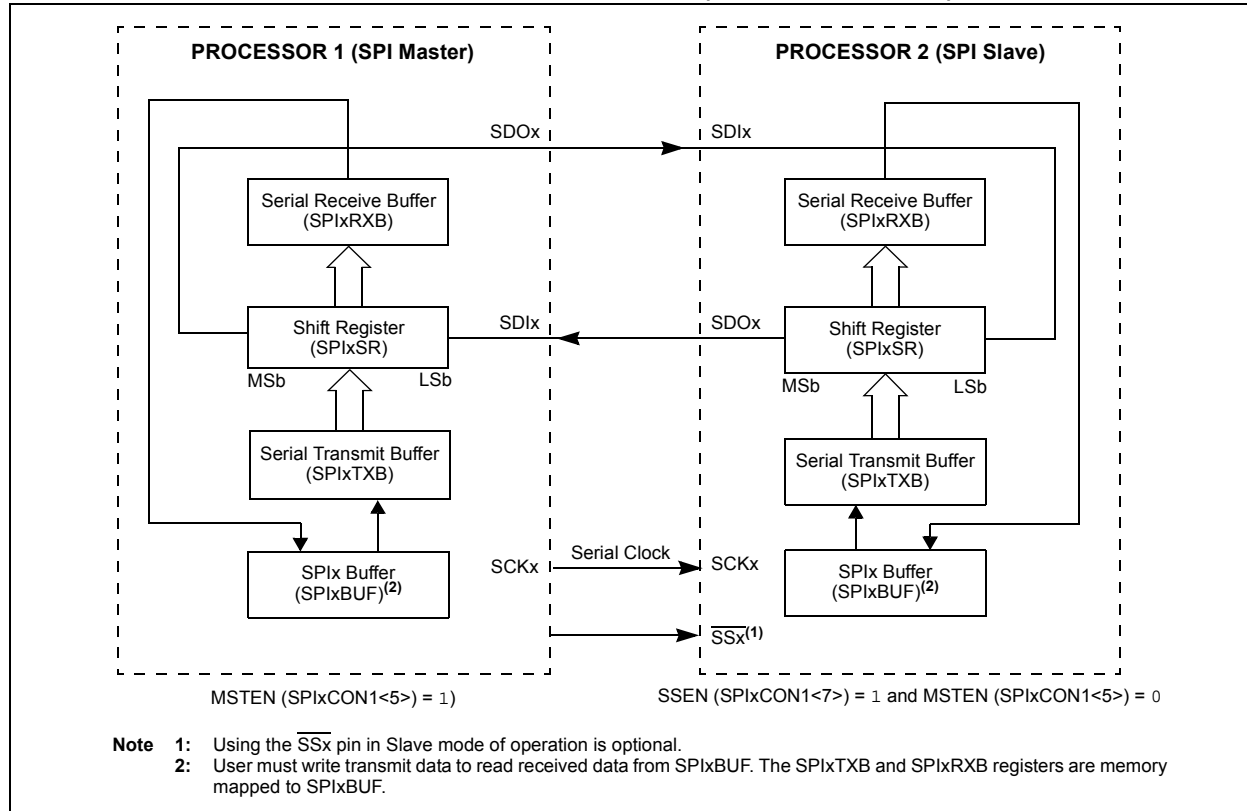 PROCESSOR 1 (SPI Master)
PROCESSOR 2 (SPI Slave)
SDOx
SDIx
Serial Receive Buffer
(SPIxRXB)
Serial Receive Buffer
(SPIxRXB)
Shift Register
(SPIxSR)
SDIx
SDOx
Shift Register
(SPIxSR)
MSb
LSb
MSb
LSb
Serial Transmit Buffer
(SPIxTXB)
Serial Transmit Buffer
(SPIxTXB)
SPIx Buffer
(SPIxBUF)(2)
SCKx
Serial Clock
SCKx
SPIx Buffer
(SPIxBUF)(2)
SSx(1)
MSTEN (SPIxCON1<5>) = 1)
SSEN (SPIxCON1<7>) = 1 and MSTEN (SPIxCON1<5>) = 0
Note 1: Using the SSx pin in Slave mode of operation is optional.
2: User must write transmit data to read received data from SPIxBUF. The SPIxTXB and SPIxRXB registers are memory
mapped to SPIxBUF.